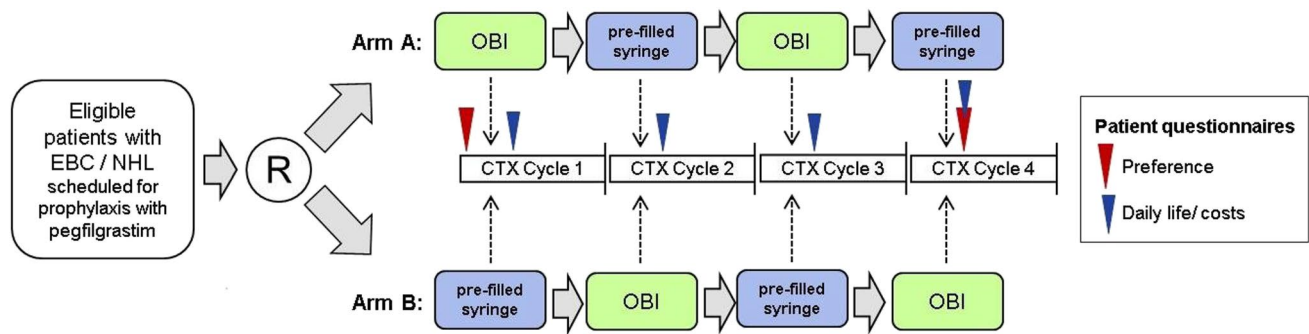 Arm A:
OBI
pre-filled
syringe
OBI
pre-filled
syringe
Eligible
patients with
EBC / NHL
scheduled for
prophylaxis with
pegfilgrastim
R
CTX Cycle 1
CTX Cycle 2
CTX Cycle 3
CTX Cycle 4
Patient questionnaires
Preference
Daily life/ costs
Arm B:
pre-filled
syringe
OBI
pre-filled
syringe
OBI